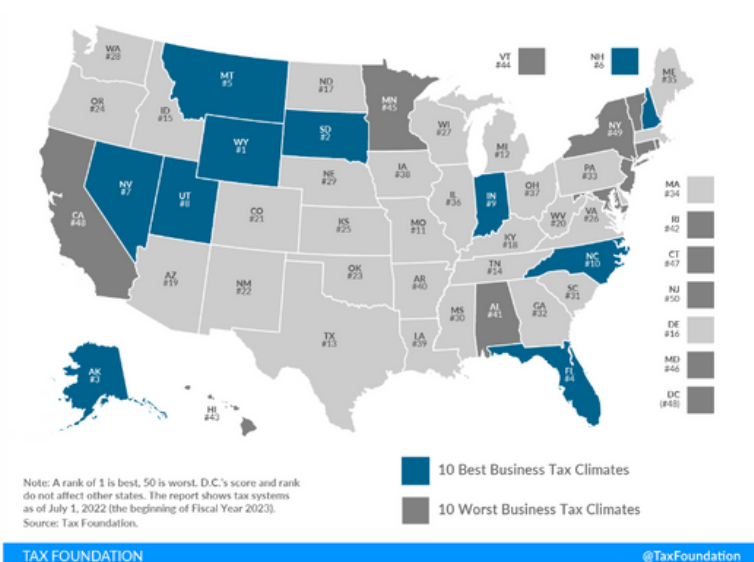 WA
#28
MT
#5
ND
#17
MN
#45
VT
#44
NH
#6
ME
#35
OR
#24
ID
#15
WY
#1
SD
#2
WI
#27
MI
#12
NY
#49
NV
#7
UT
#8
CO
#21
NE
#29
IA
#38
IL
#36
IN
#9
OH
#37
PA
#33
CA
#48
KS
#25
MO
#11
KY
#18
WV
#20
VA
#26
MA
#34
RI
#42
CT
#47
NJ
#50
DE
#16
MD
#46
DC
(#48)
AZ
#19
NM
#22
OK
#23
AR
#40
TN
#14
NC
#10
SC
#31
TX
#13
LA
#39
MS
#30
AL
#41
GA
#32
FL
#4
AK
#3
HI
#43
10 Best Business Tax Climates
10 Worst Business Tax Climates
Note: A rank of 1 is best, 50 is worst. D.C.'s score and rank
do not affect other states. The report shows tax systems
as of July 1, 2022 (the beginning of Fiscal Year 2023).
Source: Tax Foundation.
TAX FOUNDATION
@TaxFoundation